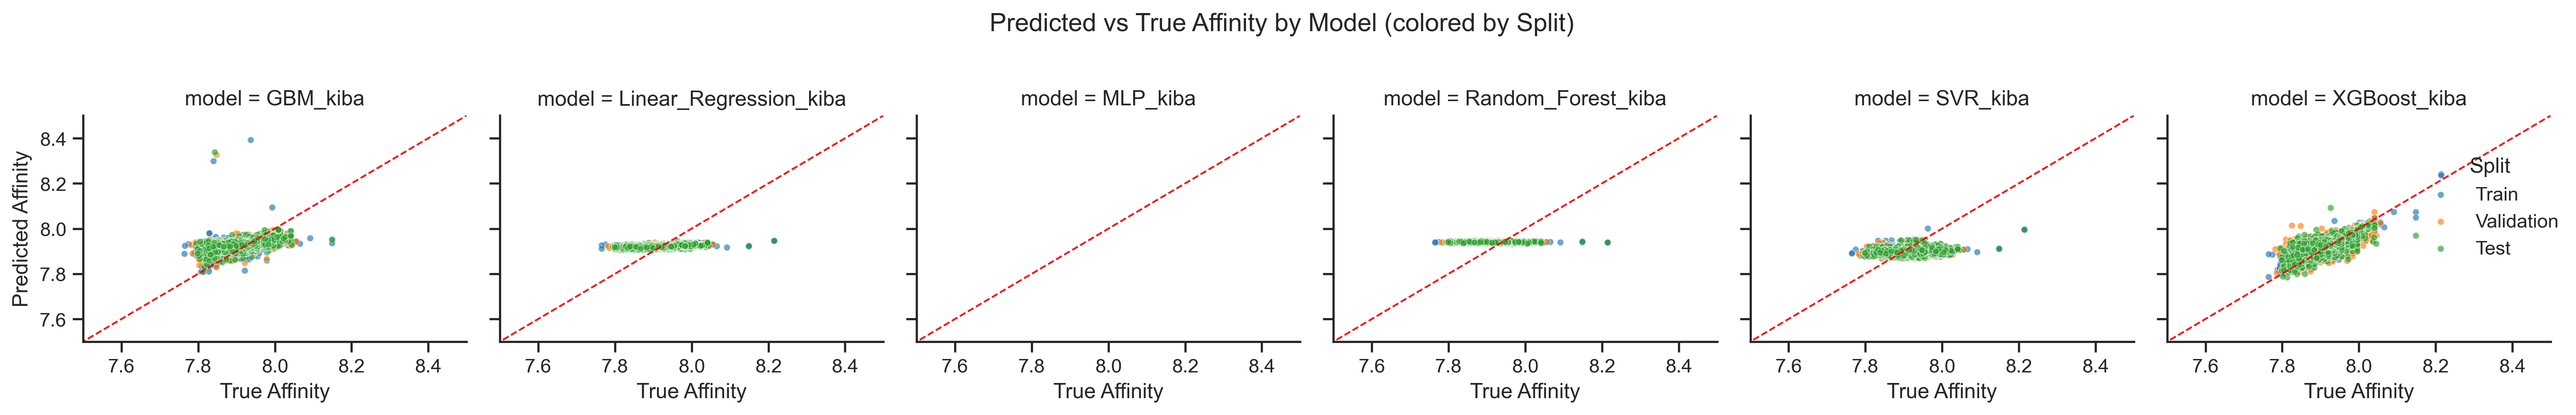 Predicted vs True Affinity by Model (colored by Split)
model = GBM_kiba
model = Linear_Regression_kiba
model = MLP_kiba
model = Random_Forest_kiba
model = SVR_kiba
model = XGBoost_kiba
Predicted Affinity
8.4
8.2
8.0
7.8
7.6
Split
Train
Validation
Test
7.6 7.8 8.0 8.2 8.4
7.6 7.8 8.0 8.2 8.4
7.6 7.8 8.0 8.2 8.4
7.6 7.8 8.0 8.2 8.4
7.6 7.8 8.0 8.2 8.4
7.6 7.8 8.0 8.2 8.4
True Affinity
True Affinity
True Affinity
True Affinity
True Affinity
True Affinity